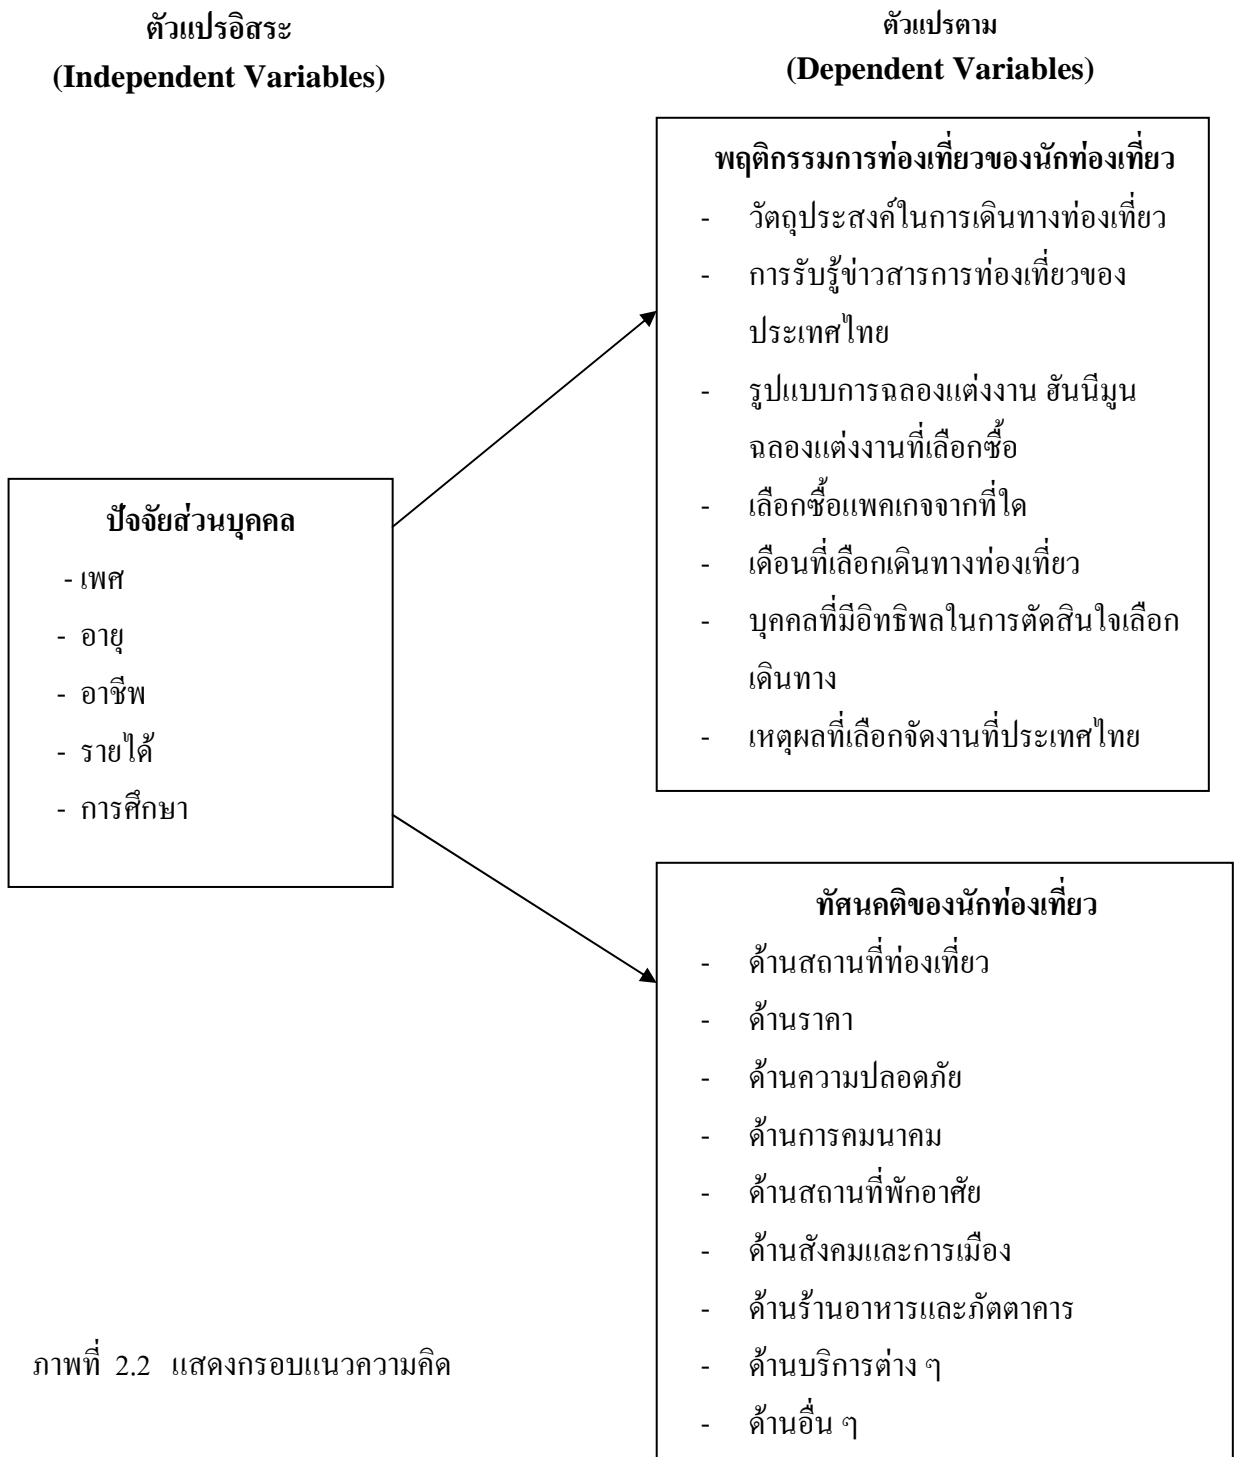 ตัวแปรอิสระ
(Independent Variables)
ตัวแปรตาม
(Dependent Variables)
พฤติกรรมการท่องเที่ยวของนักท่องเที่ยว
- วัตถุประสงค์ในการเดินทางท่องเที่ยว
- การรับรู้ข่าวสารการท่องเที่ยวของ
ประเทศไทย
- รูปแบบการฉลองแต่งงาน ฮันนีมูน
ฉลองแต่งงานที่เลือกซื้อ
- เลือกซื้อแพคเกจจากที่ใด
- เดือนที่เลือกเดินทางท่องเที่ยว
- บุคคลที่มีอิทธิพลในการตัดสินใจเลือก
เดินทาง
- เหตุผลที่เลือกจัดงานที่ประเทศไทย
ปัจจัยส่วนบุคคล
- เพศ
- อายุ
- อาชีพ
- รายได้
- การศึกษา
ทัศนคติของนักท่องเที่ยว
- ด้านสถานที่ท่องเที่ยว
- ด้านราคา
- ด้านความปลอดภัย
- ด้านการคมนาคม
- ด้านสถานที่พักอาศัย
- ด้านสังคมและการเมือง
- ด้านร้านอาหารและภัตตาคาร
- ด้านบริการต่าง ๆ
- ด้านอื่น ๆ
ภาพที่ 2.2 แสดงกรอบแนวความคิด